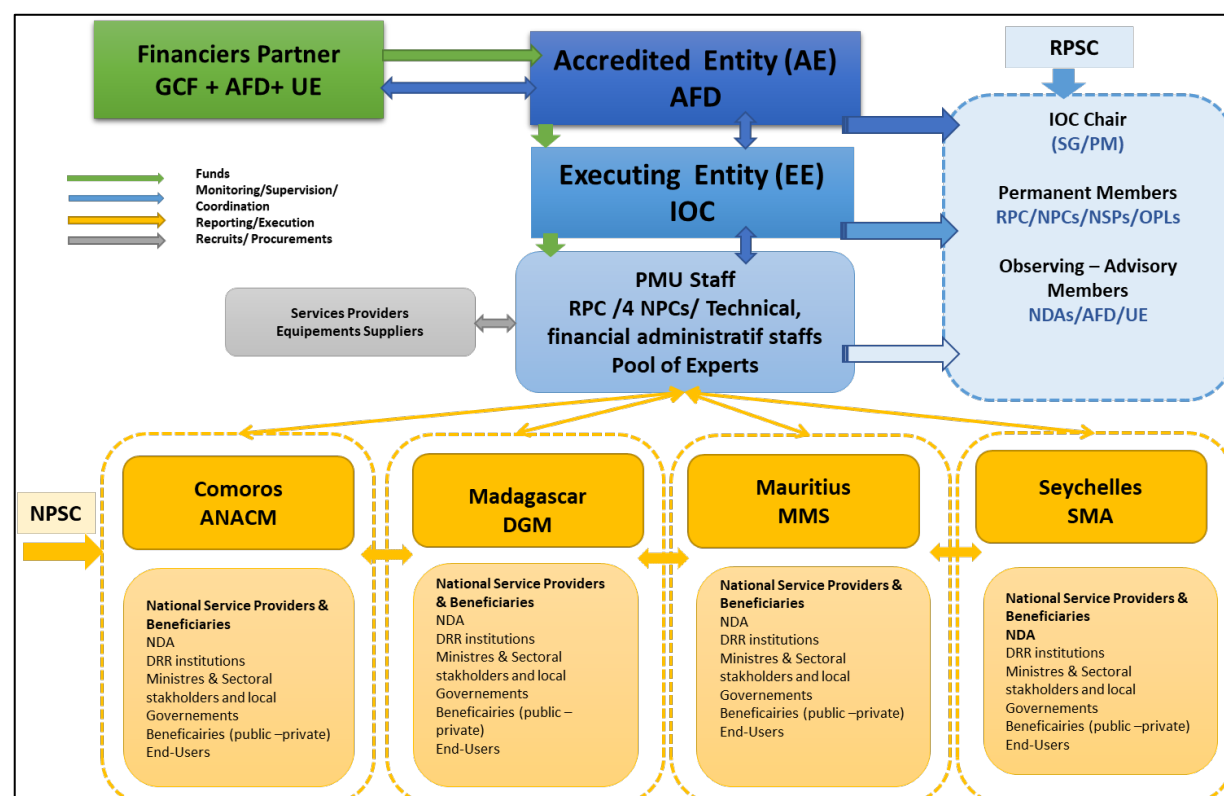 Financiers Partner
GCF + AFD+ UE
Accredited Entity (AE)
AFD
RPSC
IOC Chair
(SG/PM)
Permanent Members
RPC/NPCs/NSPs/OPLs
Observing – Advisory
Members
NDAs/AFD/UE
Funds
Monitoring/Supervision/
Coordination
Reporting/Execution
Recruits/ Procurements
Executing Entity (EE)
IOC
Services Providers
Equipements Suppliers
PMU Staff
RPC /4 NPCs/ Technical,
financial administratif staffs
Pool of Experts
NPSC
Comoros
ANACM
National Service Providers &
Beneficiaries
NDA
DRR institutions
Ministres & Sectoral
stakholders and local
Governements
Beneficairies (public –private)
End-Users
Madagascar
DGM
National Service Providers
& Beneficiaries
NDA
DRR institutions
Ministres & Sectoral
stakholders and local
Governements
Beneficairies (public –
private)
End-Users
Mauritius
MMS
National Service Providers &
Beneficiaries
NDA
DRR institutions
Ministres & Sectoral
stakholders and local
Governements
Beneficairies (public –private)
End-Users
Seychelles
SMA
National Service Providers &
Beneficiaries
NDA
DRR institutions
Ministres & Sectoral
stakholders and local
Governements
Beneficairies (public –private)
End-Users